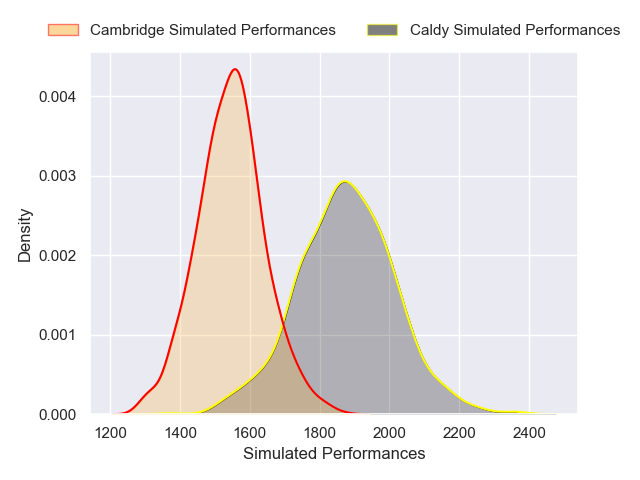 Cambridge Simulated Performances Caldy Simulated Performances
0.004
0.003
0.002
0.001
0.000
Density
1200 1400 1600 1800 2000 2200 2400
Simulated Performances